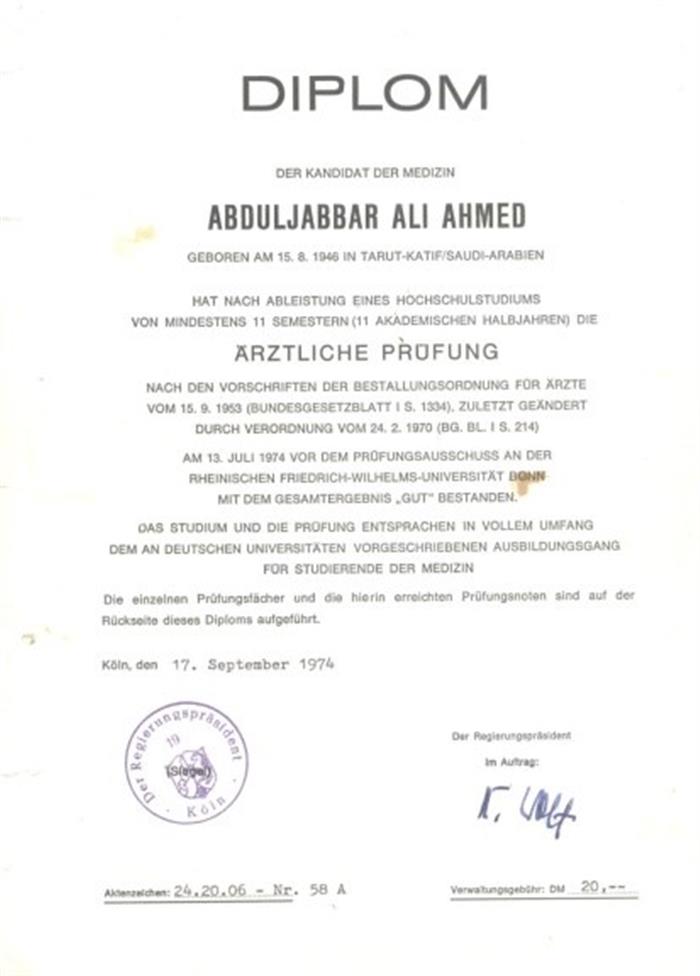 DIPLOM
DER KANDIDAT DER MEDIZIN
ABDULJABBAR ALI AHMED
GEBOREN AM 15. 8. 1946 IN TARUT-KATIF/SAUDI-ARABIEN
HAT NACH ABLEISTUNG EINES HOCHSCHULSTUDIUMS
VON MINDESTENS 11 SEMESTERN (11 AKADEMISCHEN HALBJAHREN) DIE
ÄRZTLICHE PRÜFUNG
NACH DEN VORSCHRIFTEN DER BESTALLUNGSORDNUNG FÜR ÄRZTE
VOM 15. 9. 1953 (BUNDESGESETZBLATT I S. 1334), ZULETZT GEÄNDERT
DURCH VERORDNUNG VOM 24. 2. 1970 (BG. BL. I S. 214)
AM 13. JULI 1974 VOR DEM PRÜFUNGSAUSSCHUSS AN DER
RHEINISCHEN FRIEDRICH-WILHELMS-UNIVERSITÄT BONN
MIT DEM GESAMTERGEBNIS „GUT" BESTANDEN.
DAS STUDIUM UND DIE PRÜFUNG ENTSPRACHEN IN VOLLEM UMFANG
DEM AN DEUTSCHEN UNIVERSITÄTEN VORGESCHRIEBENEN AUSBILDUNGSGANG
FÜR STUDIERENDE DER MEDIZIN
Die einzelnen Prüfungsfächer und die hierin erreichten Prüfungsnoten sind auf der
Rückseite dieses Diploms aufgeführt.
Köln, den 17. September 1974
Der Regierungspräsident
19
(Siegel)
Köln
Der Regierungspräsident
Im Auftrag:
Aktenzeichen: 24.20.06 - Nr. 58 A
Verwaltungsgebühr: DM 20,--